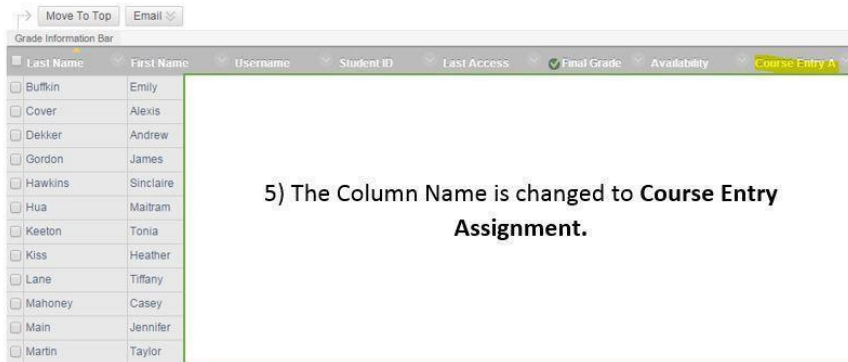 Move To Top Email
Grade Information Bar
Last Name First Name Username Student ID Last Access Final Grade Availability Course Entry A
Buffkin Emily
Cover Alexis
Dekker Andrew
Gordon James
Hawkins Sinclaire
Hua Maitram
Keeton Tonia
Kiss Heather
Lane Tiffany
Mahoney Casey
Main Jennifer
Martin Taylor
5) The Column Name is changed to Course Entry
Assignment.